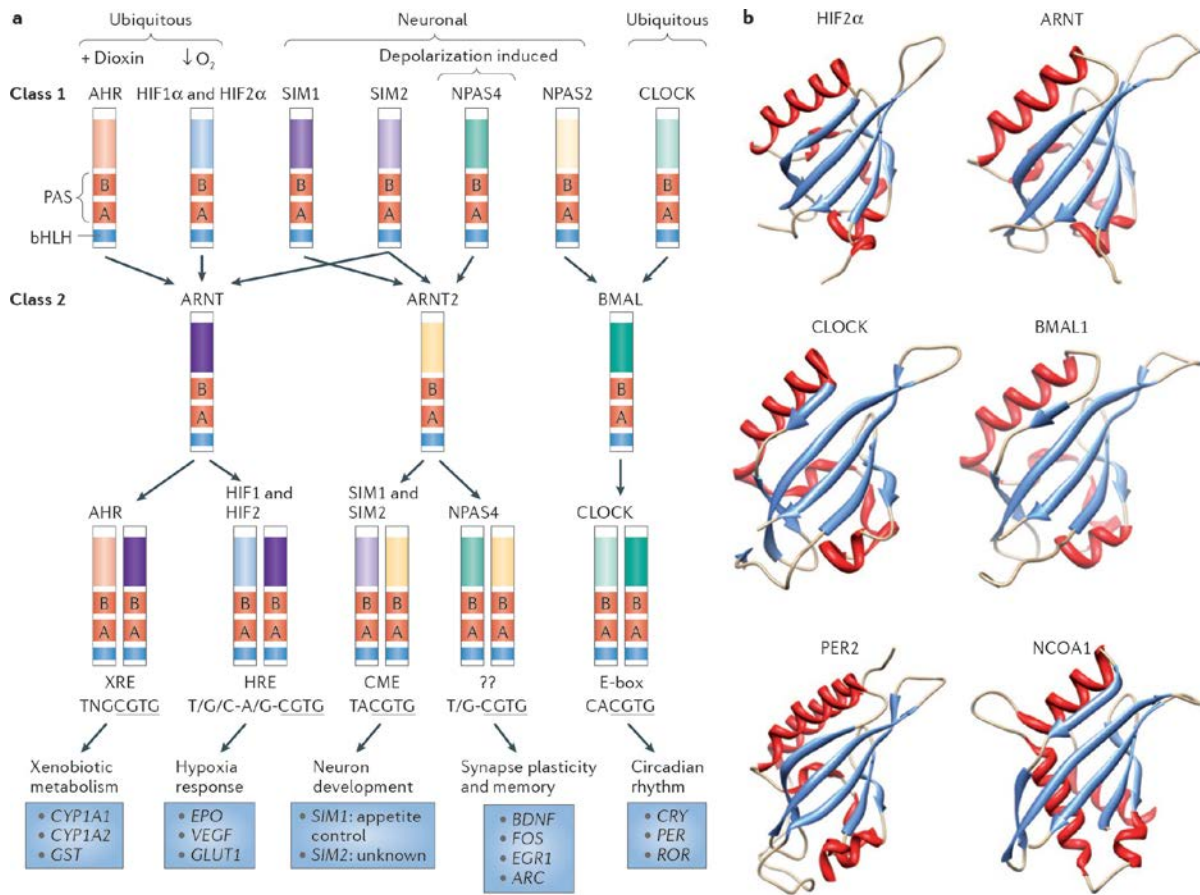 a
Ubiquitous
Neuronal
Ubiquitous
+ Dioxin
↓O₂
Depolarization induced
Class 1
AHR
HIF1α and HIF2α
SIM1
SIM2
NPAS4
NPAS2
CLOCK
PAS
B B B B B B B
A A A A A A A
bHLH
Class 2
ARNT
ARNT2
BMAL
B B B
A A A
AHR
HIF1 and
HIF2
SIM1 and
SIM2
NPAS4
CLOCK
B B B B B B B B B B
A A A A A A A A A A
XRE
HRE
CME
??
E-box
TNGCGTG
T/G/C-A/G-CGTG
TACGTG
T/G-CGTG
CACGTG
Xenobiotic
metabolism
• CYP1A1
• CYP1A2
• GST
Hypoxia
response
• EPO
• VEGF
• GLUT1
Neuron
development
• SIM1: appetite
control
• SIM2: unknown
Synapse plasticity
and memory
• BDNF
• FOS
• EGR1
• ARC
Circadian
rhythm
• CRY
• PER
• ROR
b
HIF2α
ARNT
CLOCK
BMAL1
PER2
NCOA1